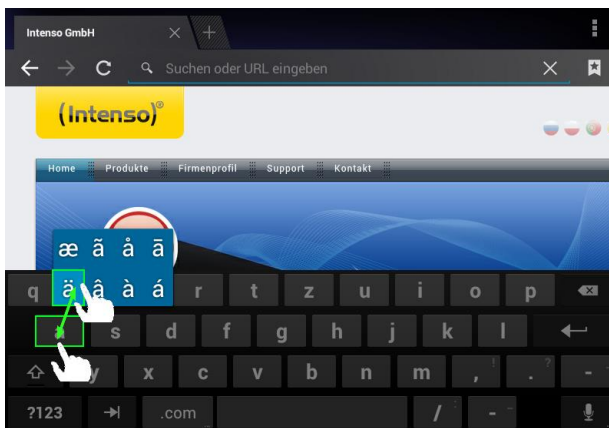 Intenso GmbH
Suchen oder URL eingeben
(Intenso)®
Home Produkte Firmenprofil Support Kontakt
æ ã å ā
ä â à á
q r t z u i o p
a s d f g h j k l
y x c v b n m , ! . ? -
?123 .com / -